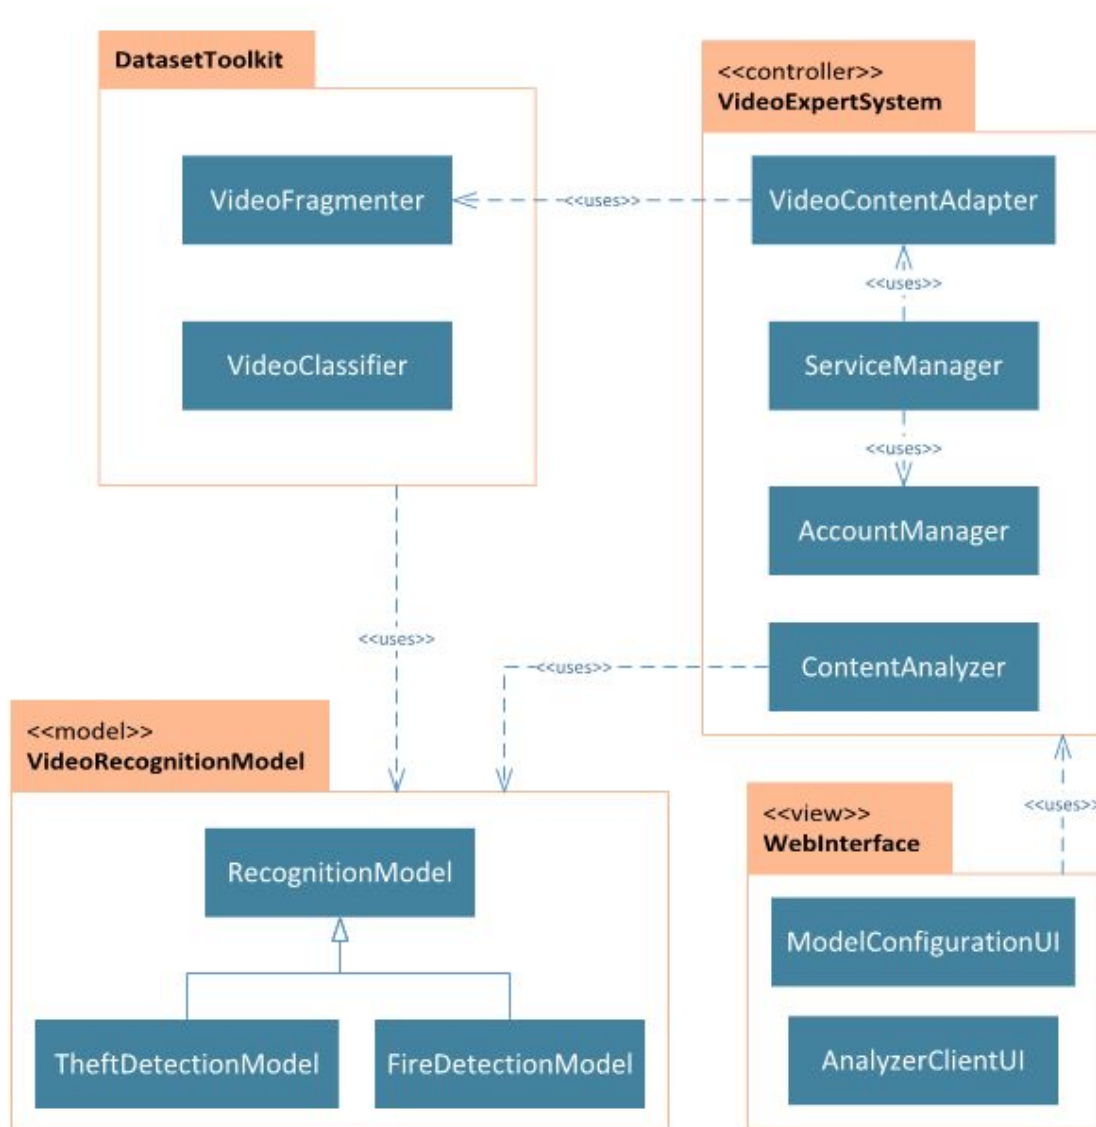 DatasetToolkit
VideoFragmenter
VideoClassifier
<<controller>>
VideoExpertSystem
<<uses>>
VideoContentAdapter
<<uses>>
ServiceManager
<<uses>>
AccountManager
<<uses>>
<<uses>>
ContentAnalyzer
<<model>>
VideoRecognitionModel
RecognitionModel
TheftDetectionModel
FireDetectionModel
<<uses>>
<<view>>
WebInterface
ModelConfigurationUI
AnalyzerClientUI